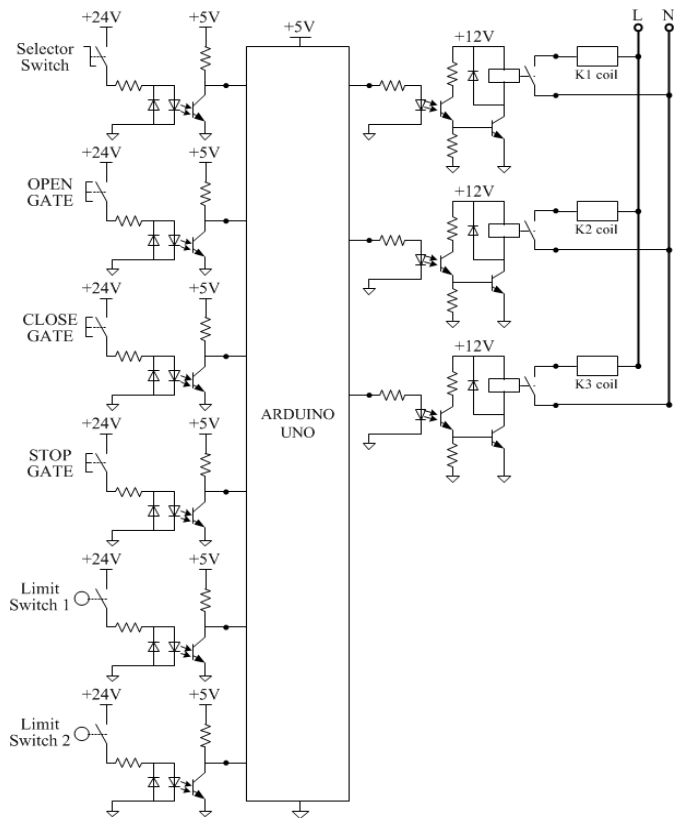 +24V
+5V
Selector
Switch
+24V
+5V
OPEN
GATE
+24V
+5V
CLOSE
GATE
+24V
+5V
STOP
GATE
+24V
+5V
Limit
Switch 1
+24V
+5V
Limit
Switch 2
+5V
ARDUINO
UNO
+12V
K1 coil
+12V
K2 coil
+12V
K3 coil
L
N